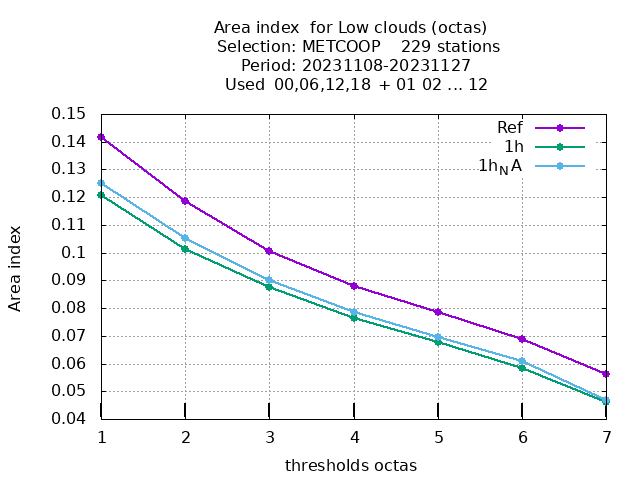 Area index  for Low clouds (octas)
Selection: METCOOP    229 stations
Period: 20231108-20231127
Used  00,06,12,18  + 01 02 ... 12
0.15
0.14
0.13
0.12
0.11
0.1
0.09
0.08
0.07
0.06
0.05
0.04
Area index
Ref
1h
1h_NA
1 2 3 4 5 6 7
thresholds octas